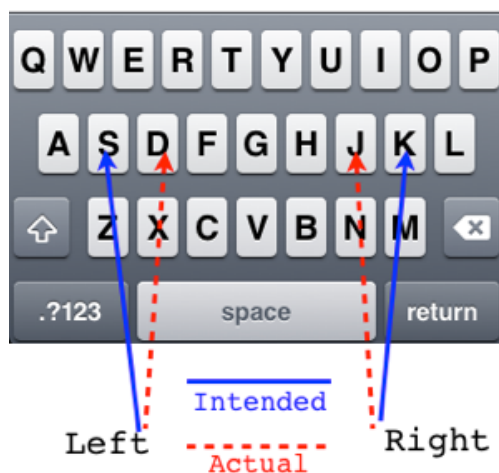 Q W E R T Y U I O P
A S D F G H J K L
Z X C V B N M
.?123 space return
Intended
Left Right
Actual